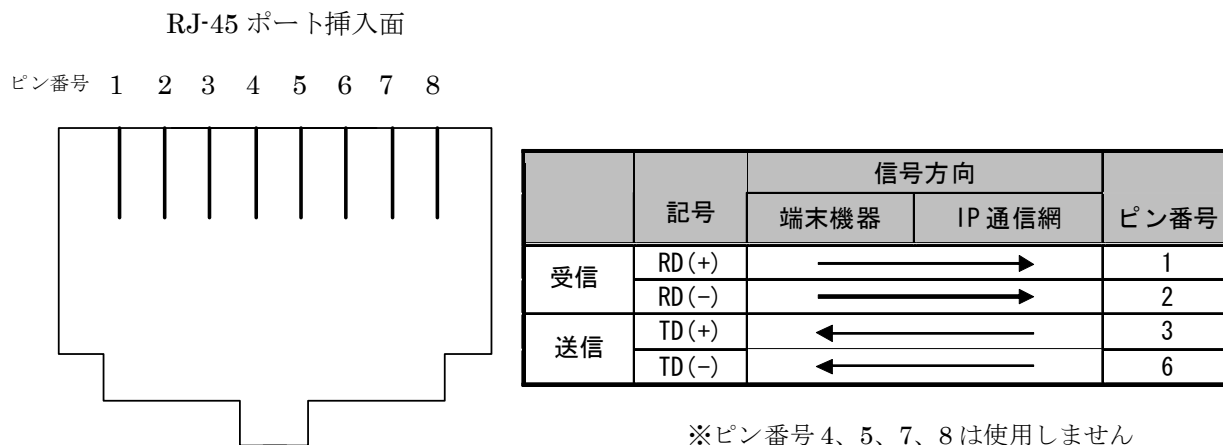 RJ-45 ポート挿入面
ピン番号 1 2 3 4 5 6 7 8
信号方向
記号 端末機器 IP通信網 ピン番号
受信 RD(+) 1
RD(−) 2
送信 TD(+) 3
TD(−) 6
※ピン番号 4、5、7、8 は使用しません